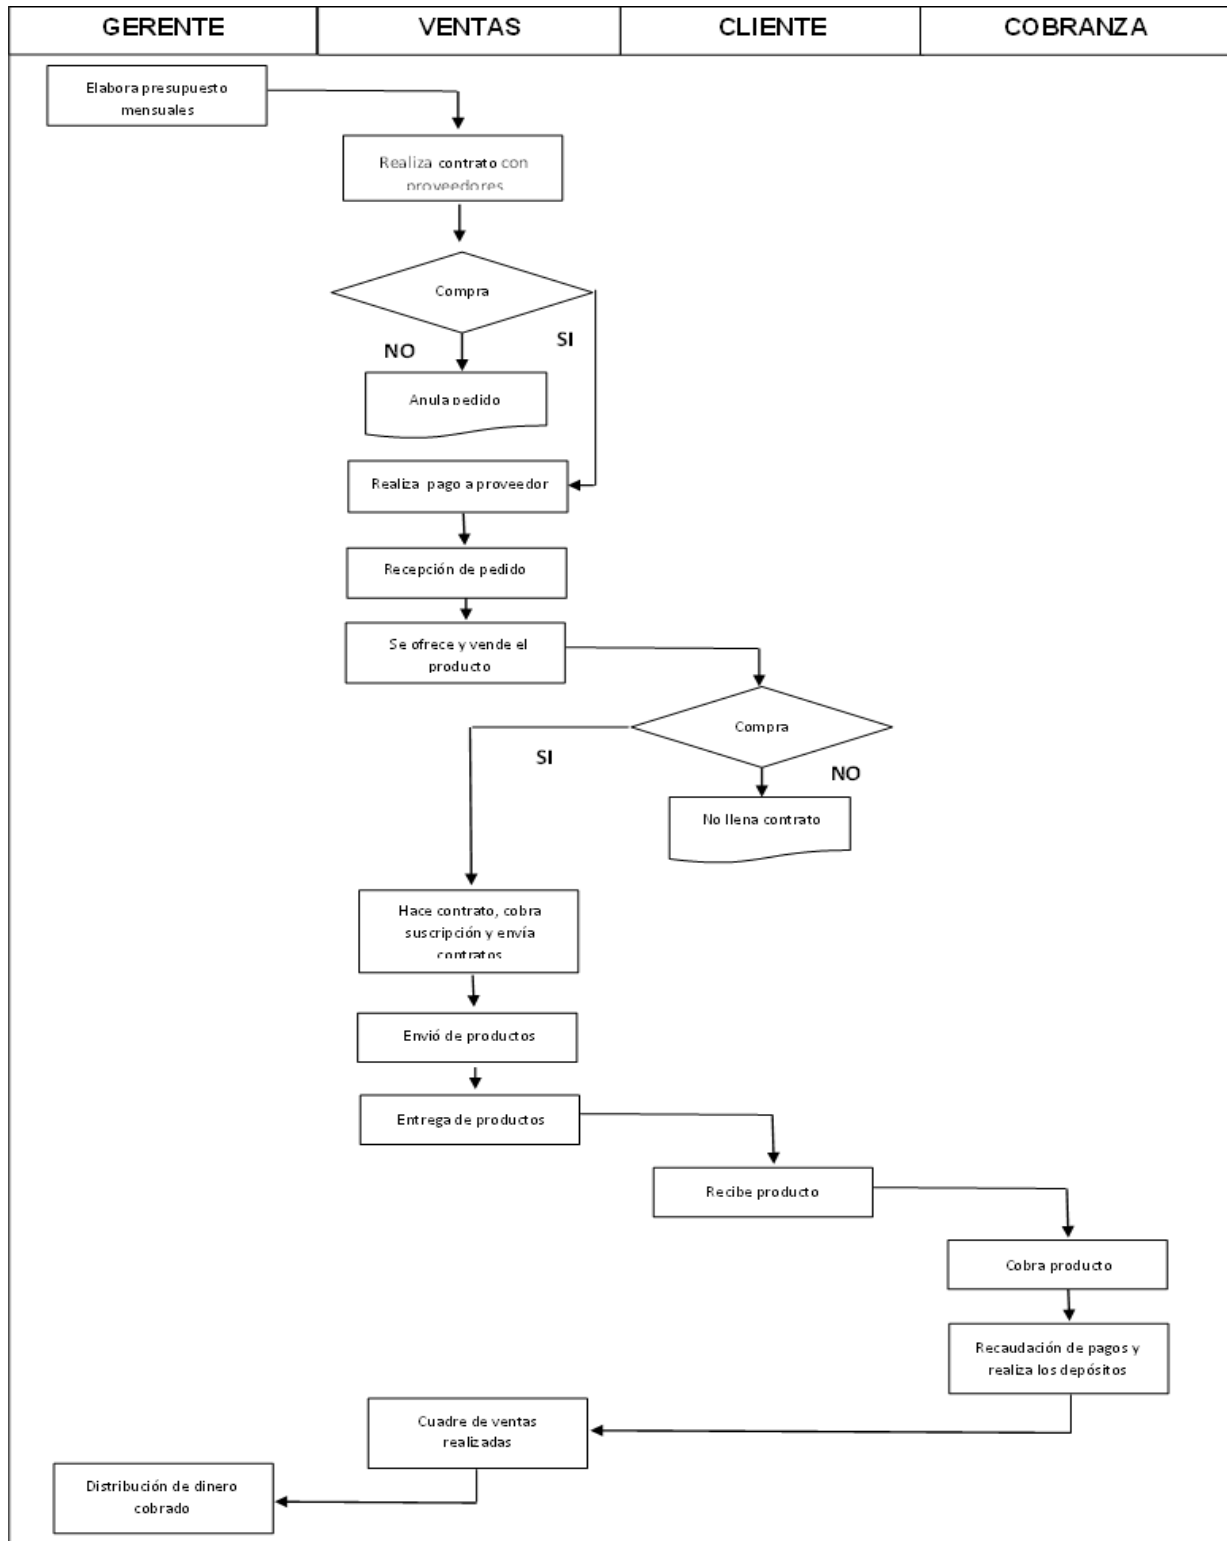 GERENTE
VENTAS
CLIENTE
COBRANZA
Elabora presupuesto
mensuales
Realiza contrato con
proveedores
Compra
NO
SI
Anula pedido
Realiza pago a proveedor
Recepción de pedido
Se ofrece y vende el
producto
Compra
SI
NO
No llena contrato
Hace contrato, cobra
suscripción y envía
contratos
Envió de productos
Entrega de productos
Recibe producto
Cobra producto
Recaudación de pagos y
realiza los depósitos
Cuadre de ventas
realizadas
Distribución de dinero
cobrado